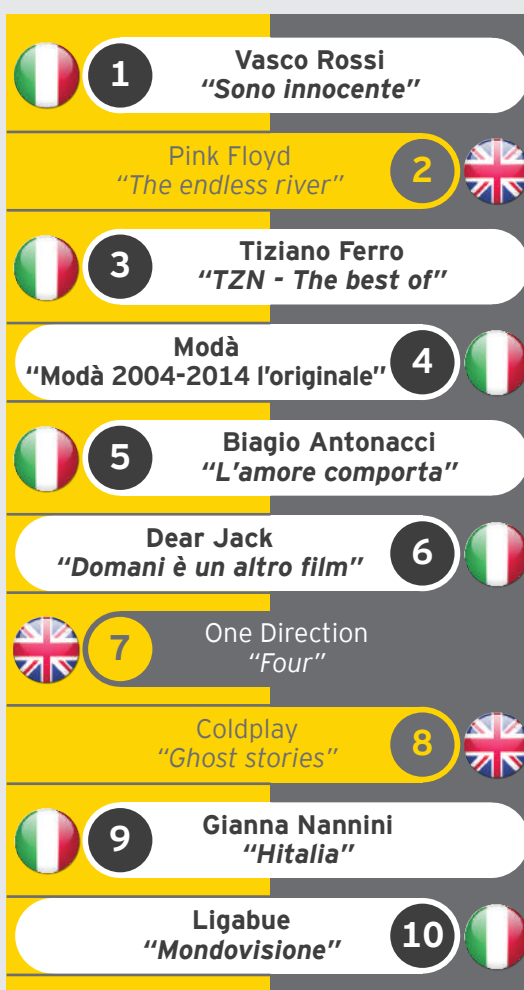 1
Vasco Rossi
“Sono innocente”
Pink Floyd
“The endless river”
2
3
Tiziano Ferro
“TZN - The best of”
Modà
“Modà 2004-2014 l’originale”
4
5
Biagio Antonacci
“L’amore comporta”
Dear Jack
“Domani è un altro film”
6
7
One Direction
“Four”
Coldplay
“Ghost stories”
8
9
Gianna Nannini
“Hitalia”
Ligabue
“Mondovisione”
10